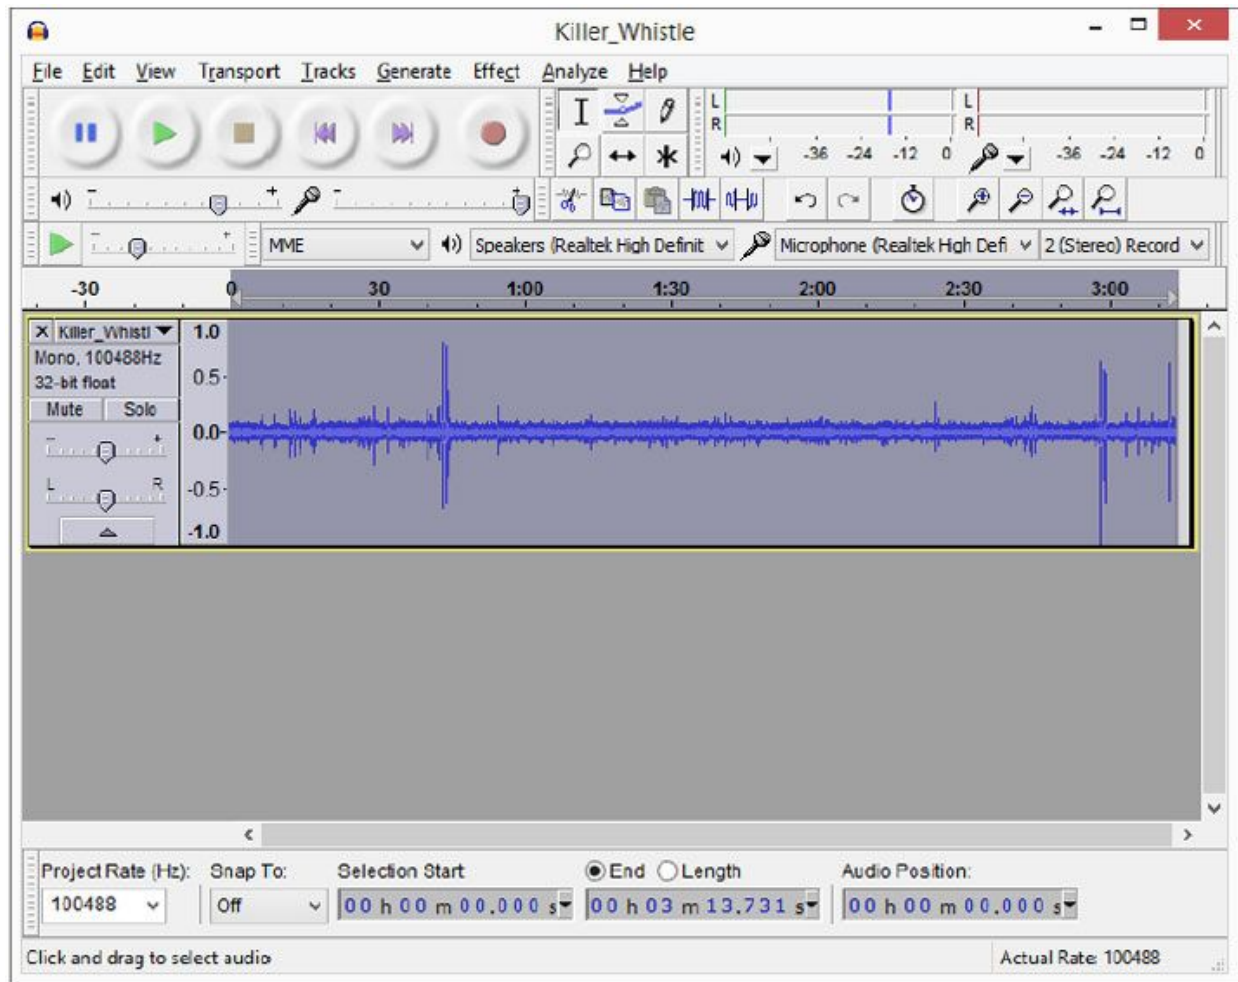 Killer_Whistle
File Edit View Transport Tracks Generate Effect Analyze Help
L
R
-36 -24 -12 0
L
R
-36 -24 -12 0
MME
Speakers (Realtek High Definit
Microphone (Realtek High Defi
2 (Stereo) Record
-30 0 30 1:00 1:30 2:00 2:30 3:00
X Killer_Whistl
Mono, 100488Hz
32-bit float
Mute Solo
- +
L R
1.0
0.5-
0.0-
-0.5-
-1.0
Project Rate (Hz): Snap To: Selection Start End Length Audio Position:
100488 Off 00 h 00 m 00.000 s 00 h 03 m 13.731 s 00 h 00 m 00.000 s
Click and drag to select audio
Actual Rate: 100488